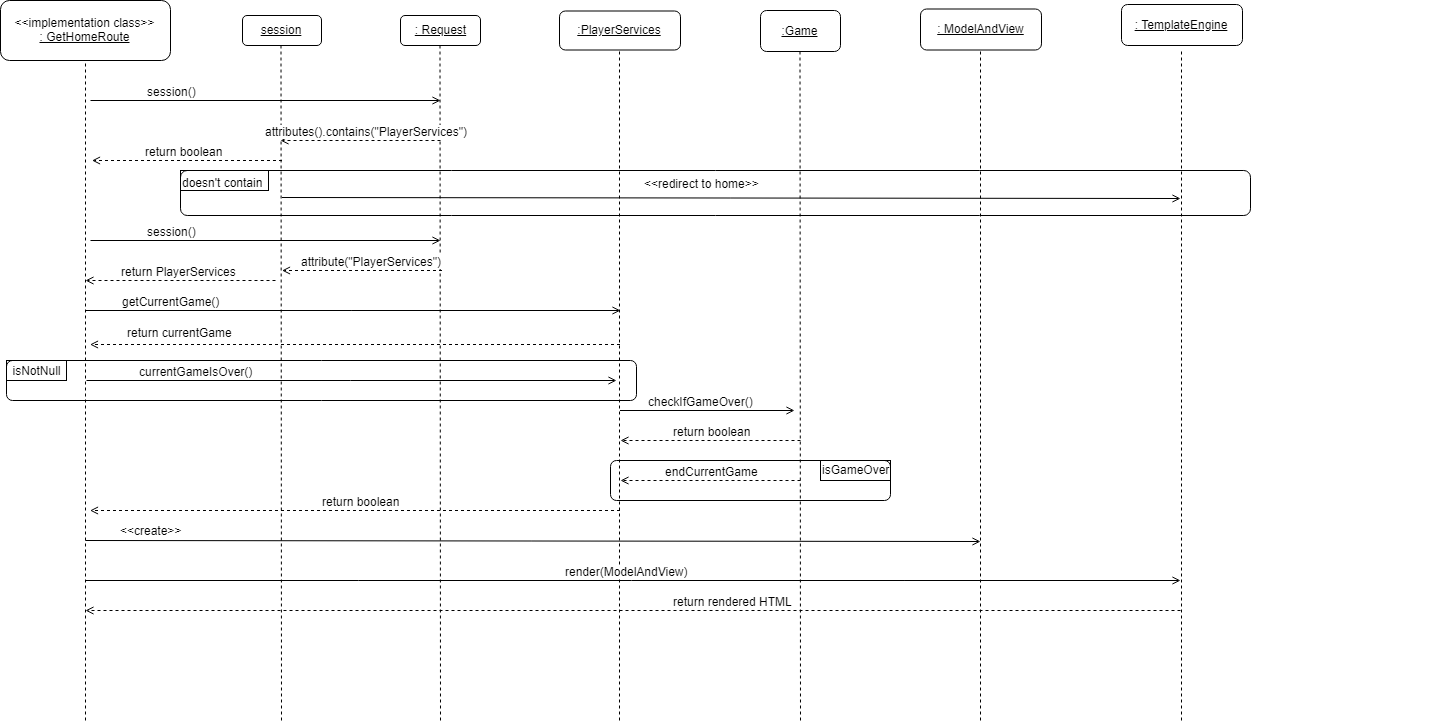 <<implementation class>>
: GetHomeRoute
session
: Request
:PlayerServices
:Game
: ModelAndView
: TemplateEngine
session()
attributes().contains("PlayerServices")
return boolean
doesn't contain
<<redirect to home>>
session()
attribute("PlayerServices")
return PlayerServices
getCurrentGame()
return currentGame
isNotNull
currentGameIsOver()
checkIfGameOver()
return boolean
endCurrentGame
isGameOver
return boolean
<<create>>
render(ModelAndView)
return rendered HTML